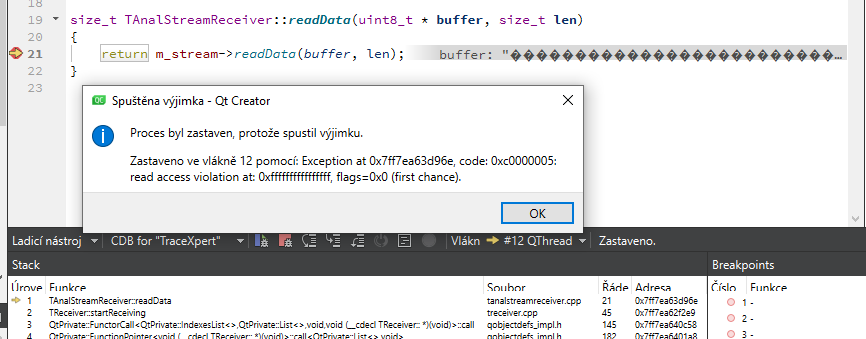 18
19 size_t TAnalStreamReceiver::readData(uint8_t * buffer, size_t len)
20 {
21 return m_stream->readData(buffer, len); buffer: "����������������������������...
22 }
23
Spuštěna výjimka - Qt Creator
Proces byl zastaven, protože spustil výjimku.
Zastaveno ve vlákně 12 pomocí: Exception at 0x7ff7ea63d96e, code: 0xc0000005:
read access violation at: 0xffffffffffffffff, flags=0x0 (first chance).
OK
Ladicí nástroj CDB for "TraceXpert" Vlákn #12 QThread Zastaveno.
Stack Breakpoints
Úrove Funkce Soubor Řáde Adresa Číslo Funkce
1 TAnalStreamReceiver::readData tanalstreamreceiver.cpp 21 0x7ff7ea63d96e 1 -
2 TReceiver::startReceiving treceiver.cpp 45 0x7ff7ea62f2e9 2 -
3 QtPrivate::FunctorCall<QtPrivate::IndexesList<>,QtPrivate::List<>,void,void (__cdecl TReceiver::*)(void)>::call qobjectdefs_impl.h 145 0x7ff7ea640c58 3 -
4 QtPrivate::FunctionPointer<void (__cdecl TReceiver::*)(void)>::call<QtPrivate::List<>,void> qobjectdefs_impl.h 182 0x7ff7ea6401a8